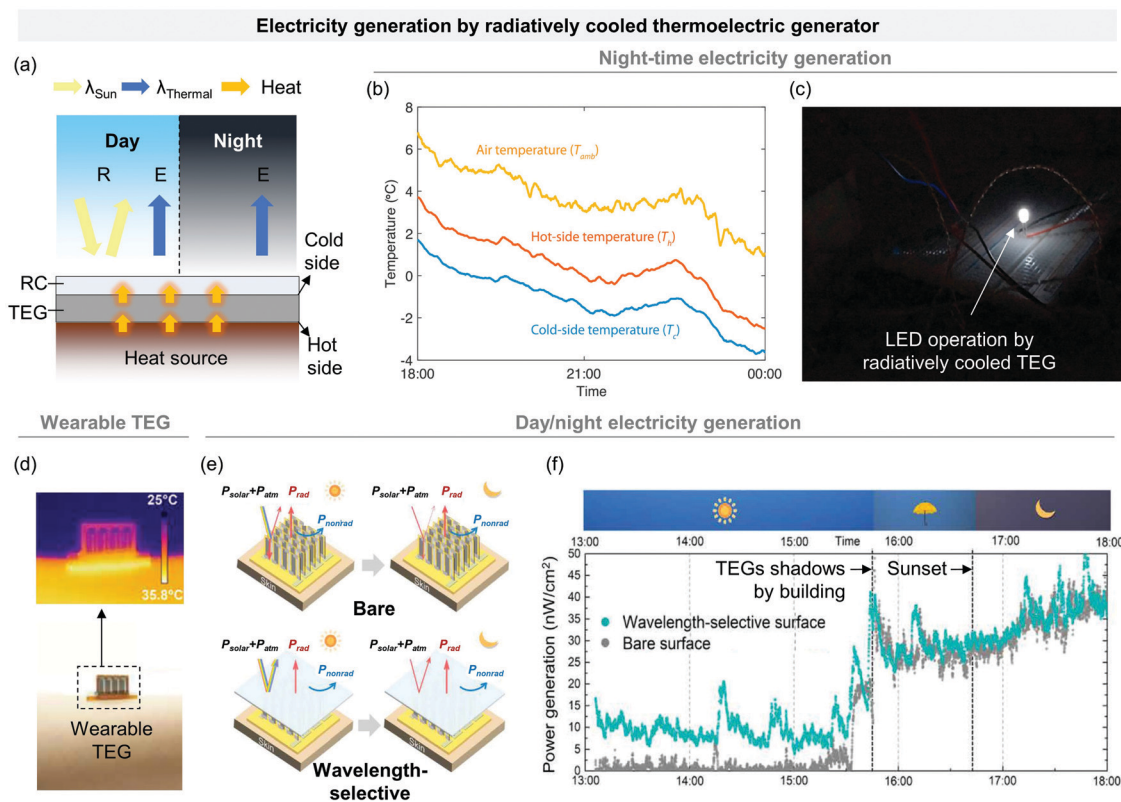 Electricity generation by radiatively cooled thermoelectric generator
(a)
λSun
λThermal
Heat
Day
Night
R
E
E
Cold
side
RC
TEG
Heat source
Hot
side
Night-time electricity generation
(b)
Temperature (ºC)
8
6
4
2
0
-2
-4
Air temperature (Tamb)
Hot-side temperature (Th)
Cold-side temperature (Tc)
18:00
21:00
00:00
Time
(c)
LED operation by
radiatively cooled TEG
Wearable TEG
(d)
25°C
35.8°C
Wearable
TEG
Day/night electricity generation
(e)
Psolar+Patm
Prad
Pnonrad
Skin
Psolar+Patm
Prad
Pnonrad
Skin
Bare
Psolar+Patm
Prad
Pnonrad
Skin
Psolar+Patm
Prad
Pnonrad
Skin
Wavelength-
selective
(f)
13:00
14:00
15:00
Time
16:00
17:00
18:00
Power generation (nW/cm²)
50
45
40
35
30
25
20
15
10
5
0
TEGs shadows
by building
Sunset
Wavelength-selective surface
Bare surface
13:00
14:00
15:00
16:00
17:00
18:00